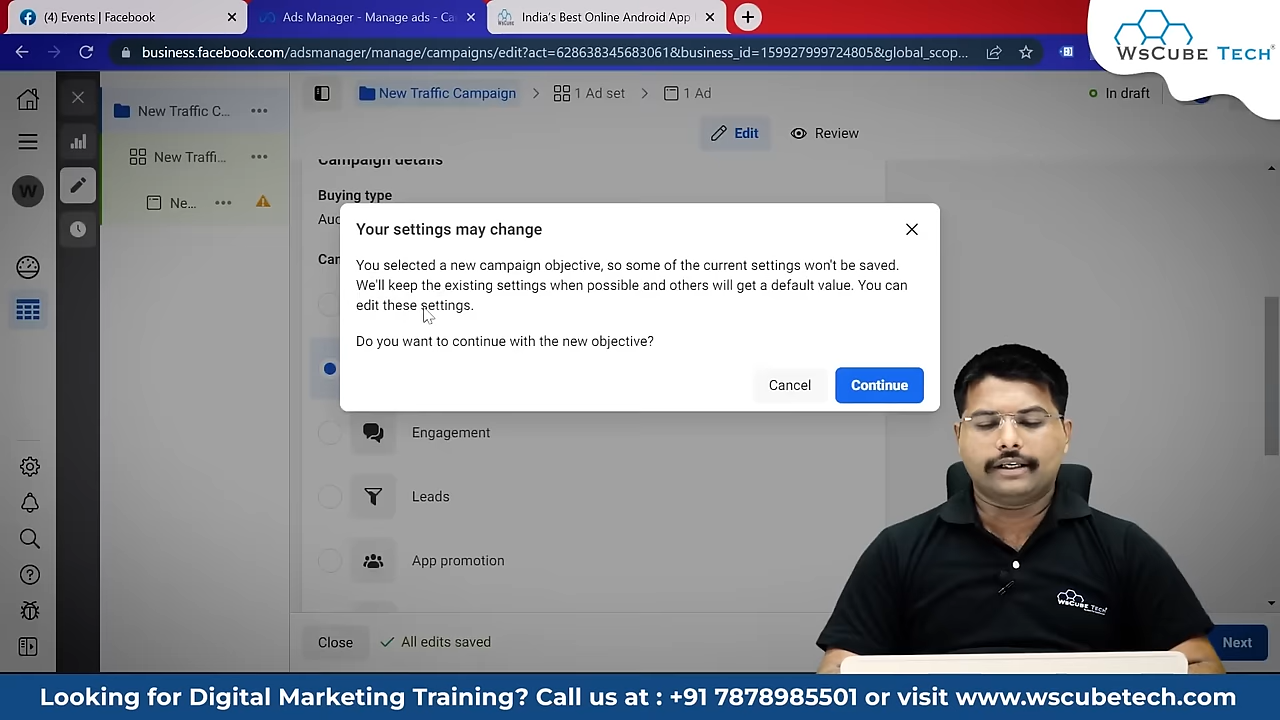 (4) Events | Facebook
Ads Manager - Manage ads - Ca
India's Best Online Android App
WsCube Tech
business.facebook.com/adsmanager/manage/campaigns/edit?act=628638345683061&business_id=159927999724805&global_scop...
New Traffic C...
New Traffic Campaign
1 Ad set
1 Ad
In draft
Edit
Review
New Traffi...
Ne...
W
Campaign details
Buying type
Your settings may change
You selected a new campaign objective, so some of the current settings won't be saved.
We'll keep the existing settings when possible and others will get a default value. You can
edit these settings.
Do you want to continue with the new objective?
Cancel
Continue
Engagement
Leads
App promotion
Close
All edits saved
Next
WsCube Tech
Looking for Digital Marketing Training? Call us at : +91 7878985501 or visit www.wscubetech.com